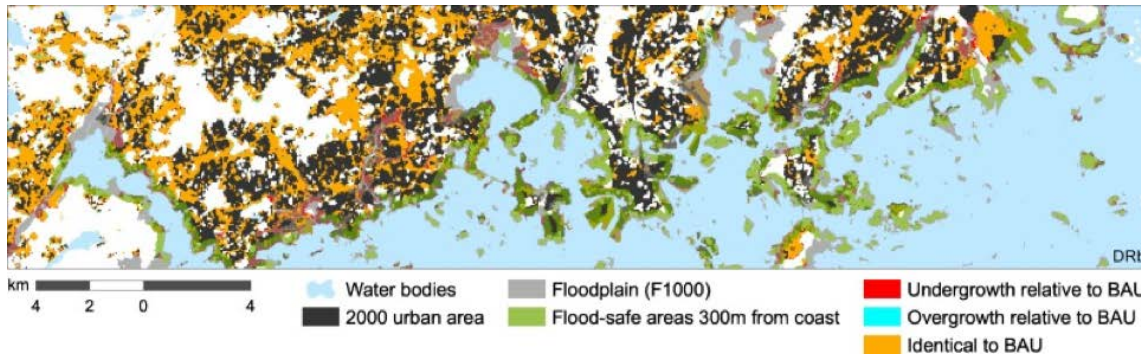 DRb
km
4 2 0 4
Water bodies
2000 urban area
Floodplain (F1000)
Flood-safe areas 300m from coast
Undergrowth relative to BAU
Overgrowth relative to BAU
Identical to BAU